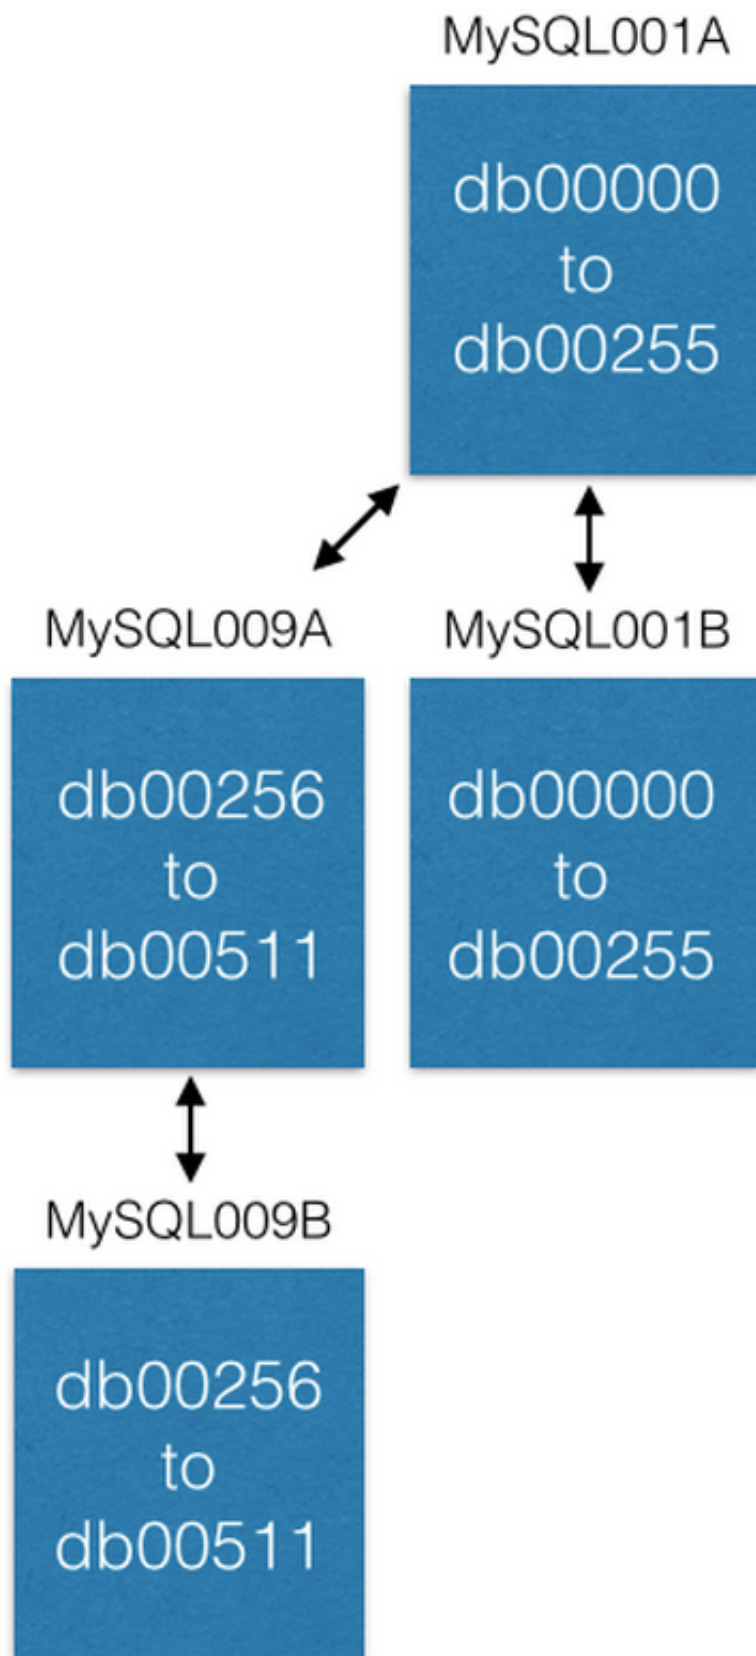 MySQL001A
db00000
to
db00255
MySQL009A
MySQL001B
db00256
to
db00511
db00000
to
db00255
MySQL009B
db00256
to
db00511